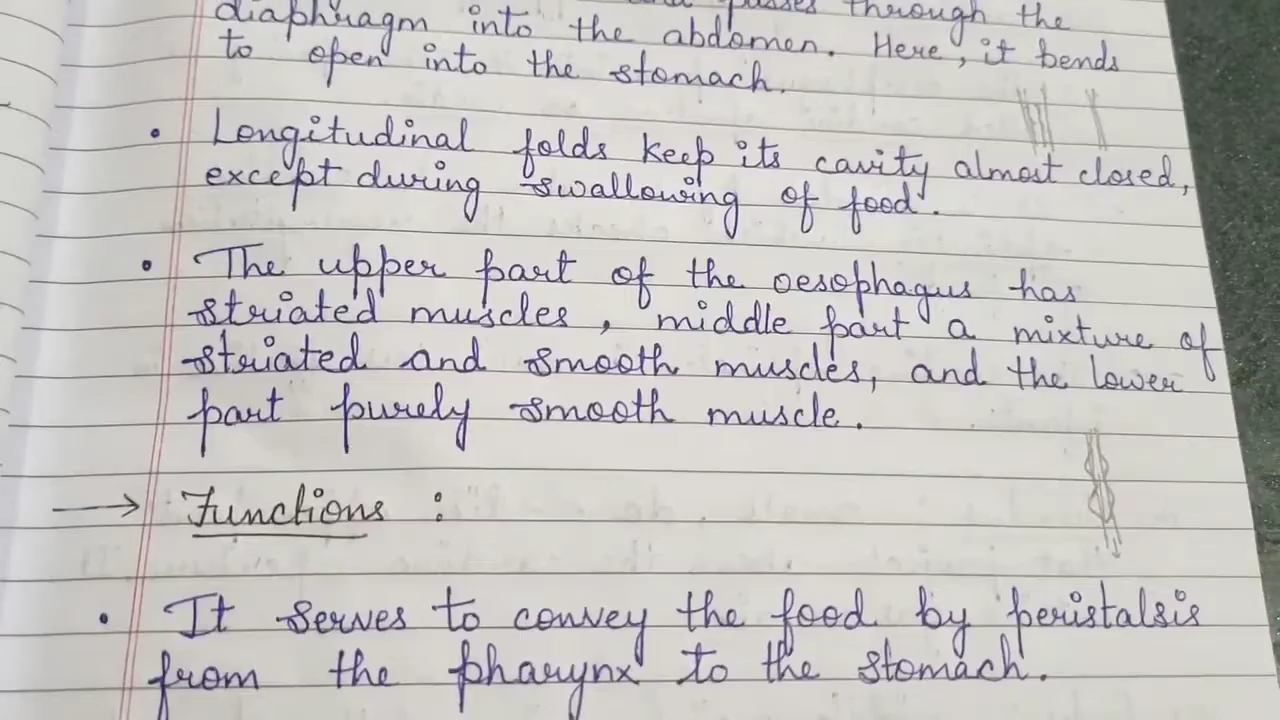 passes through the
diaphragm into the abdomen. Here, it bends
to open into the stomach.
• Longitudinal folds keep its cavity almost closed,
except during swallowing of food.
• The upper part of the oesophagus has
striated muscles, middle part a mixture of
striated and smooth muscles, and the lower
part purely smooth muscle.
→ Functions :
• It serves to convey the food by peristalsis
from the pharynx to the stomach.